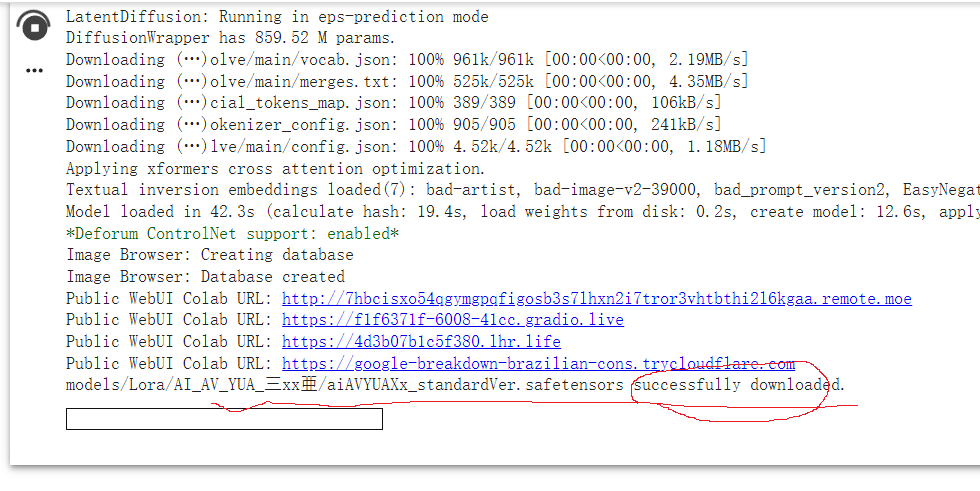 LatentDiffusion: Running in eps-prediction mode
DiffusionWrapper has 859.52 M params.
Downloading (…)olve/main/vocab.json: 100% 961k/961k [00:00<00:00, 2.19MB/s]
Downloading (…)olve/main/merges.txt: 100% 525k/525k [00:00<00:00, 4.35MB/s]
Downloading (…)cial_tokens_map.json: 100% 389/389 [00:00<00:00, 106kB/s]
Downloading (…)okenizer_config.json: 100% 905/905 [00:00<00:00, 241kB/s]
Downloading (…)lve/main/config.json: 100% 4.52k/4.52k [00:00<00:00, 1.18MB/s]
Applying xformers cross attention optimization.
Textual inversion embeddings loaded(7): bad-artist, bad-image-v2-39000, bad_prompt_version2, EasyNegat
Model loaded in 42.3s (calculate hash: 19.4s, load weights from disk: 0.2s, create model: 12.6s, apply
*Deforum ControlNet support: enabled*
Image Browser: Creating database
Image Browser: Database created
Public WebUI Colab URL: http://7hbcisxo54qgymgpqfigosb3s7lhxn2i7tror3vhtbthi2l6kgaa.remote.moe
Public WebUI Colab URL: https://f1f6371f-6008-41cc.gradio.live
Public WebUI Colab URL: https://4d3b07b1c5f380.lhr.life
Public WebUI Colab URL: https://google-breakdown-brazilian-cons.trycloudflare.com
models/Lora/AI_AV_YUA_三xx亜/aiAVYUAXx_standardVer.safetensors successfully downloaded.